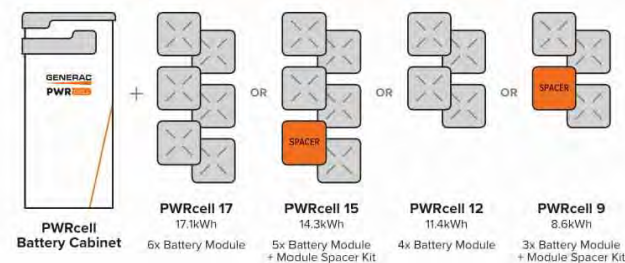 GENERAC
PWRCELL
+
OR
SPACER
OR
OR
SPACER
PWRcell
Battery Cabinet
PWRcell 17
17.1kWh
6x Battery Module
PWRcell 15
14.3kWh
5x Battery Module
+ Module Spacer Kit
PWRcell 12
11.4kWh
4x Battery Module
PWRcell 9
8.6kWh
3x Battery Module
+ Module Spacer Kit